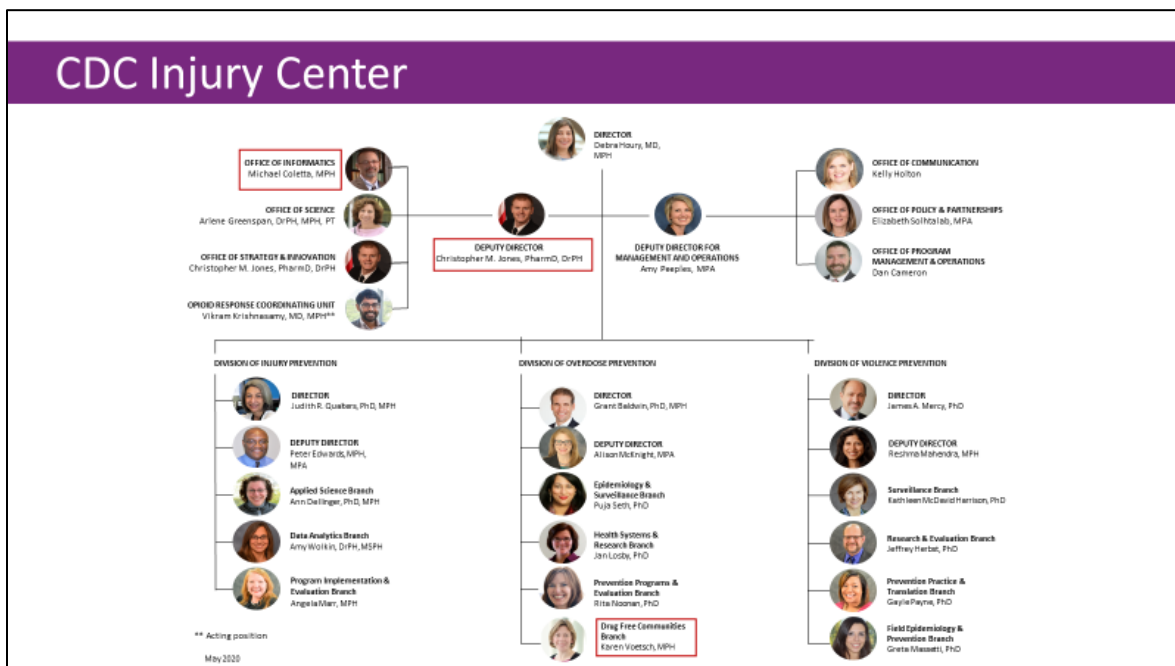 CDC Injury Center
DIRECTOR
Debra Houry, MD,
MPH
OFFICE OF INFORMATICS
Michael Coletta, MPH
OFFICE OF SCIENCE
Arlene Greenspan, DrPH, MPH, PT
OFFICE OF STRATEGY & INNOVATION
Christopher M. Jones, PharmD, DrPH
OPIOID RESPONSE COORDINATING UNIT
Vikram Krishnasamy, MD, MPH**
DEPUTY DIRECTOR
Christopher M. Jones, PharmD, DrPH
DEPUTY DIRECTOR FOR
MANAGEMENT AND OPERATIONS
Amy Peeples, MPA
OFFICE OF COMMUNICATION
Kelly Holton
OFFICE OF POLICY & PARTNERSHIPS
Elizabeth Solhtalab, MPA
OFFICE OF PROGRAM
MANAGEMENT & OPERATIONS
Dan Cameron
DIVISION OF INJURY PREVENTION
DIRECTOR
Judith R. Qualters, PhD, MPH
DEPUTY DIRECTOR
Peter Edwards, MPH,
MPA
Applied Science Branch
Ann Dellinger, PhD, MPH
Data Analytics Branch
Amy Wolkin, DrPH, MSPH
Program Implementation &
Evaluation Branch
Angela Marr, MPH
** Acting position
May 2020
DIVISION OF OVERDOSE PREVENTION
DIRECTOR
Grant Baldwin, PhD, MPH
DEPUTY DIRECTOR
Alison McKnight, MPA
Epidemiology &
Surveillance Branch
Puja Seth, PhD
Health Systems &
Research Branch
Jan Losby, PhD
Prevention Programs &
Evaluation Branch
Rita Noonan, PhD
Drug Free Communities
Branch
Karen Voetsch, MPH
DIVISION OF VIOLENCE PREVENTION
DIRECTOR
James A. Mercy, PhD
DEPUTY DIRECTOR
Reshma Mahendra, MPH
Surveillance Branch
Kathleen McDavid Harrison, PhD
Research & Evaluation Branch
Jeffrey Herbst, PhD
Prevention Practice &
Translation Branch
Gayle Payne, PhD
Field Epidemiology &
Prevention Branch
Greta Massetti, PhD